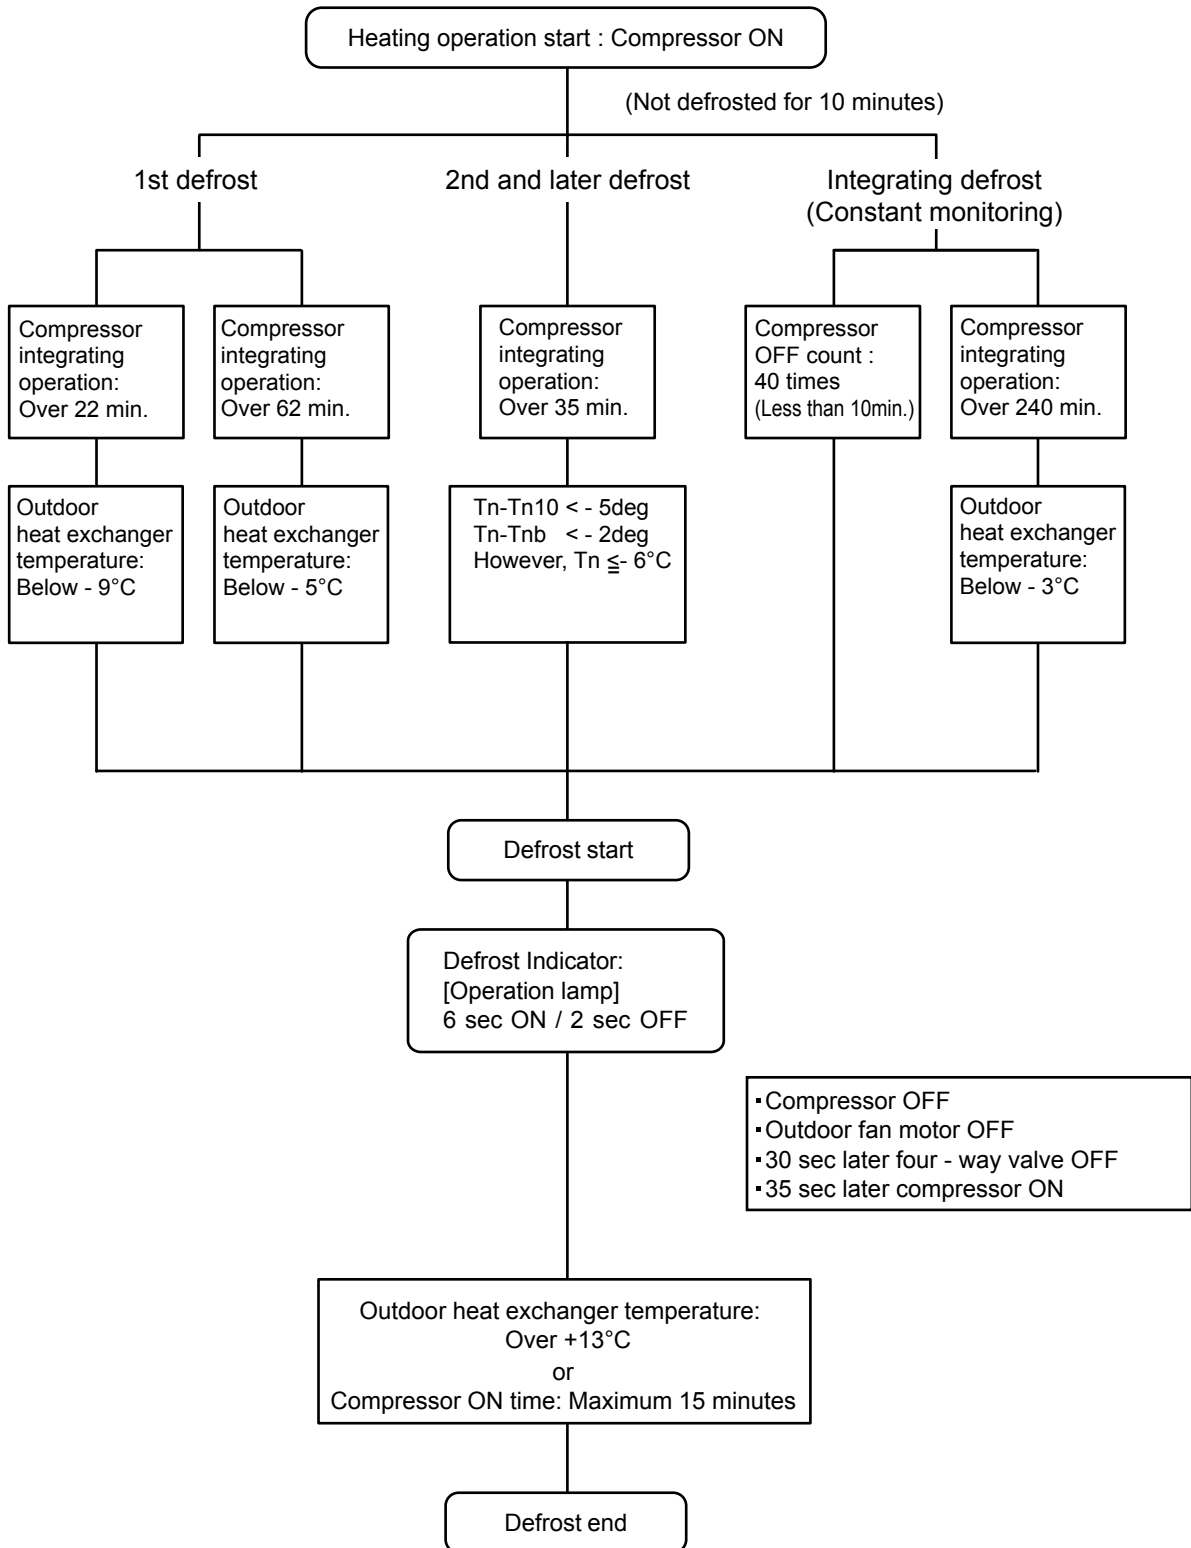 Heating operation start : Compressor ON
(Not defrosted for 10 minutes)
1st defrost
2nd and later defrost
Integrating defrost
(Constant monitoring)
Compressor
integrating
operation:
Over 22 min.
Compressor
integrating
operation:
Over 62 min.
Compressor
integrating
operation:
Over 35 min.
Compressor
OFF count :
40 times
(Less than 10min.)
Compressor
integrating
operation:
Over 240 min.
Outdoor
heat exchanger
temperature:
Below - 9°C
Outdoor
heat exchanger
temperature:
Below - 5°C
Tn-Tn10 < - 5deg
Tn-Tnb < - 2deg
However, Tn ≦- 6°C
Outdoor
heat exchanger
temperature:
Below - 3°C
Defrost start
Defrost Indicator:
[Operation lamp]
6 sec ON / 2 sec OFF
▪Compressor OFF
▪Outdoor fan motor OFF
▪30 sec later four - way valve OFF
▪35 sec later compressor ON
Outdoor heat exchanger temperature:
Over +13°C
or
Compressor ON time: Maximum 15 minutes
Defrost end